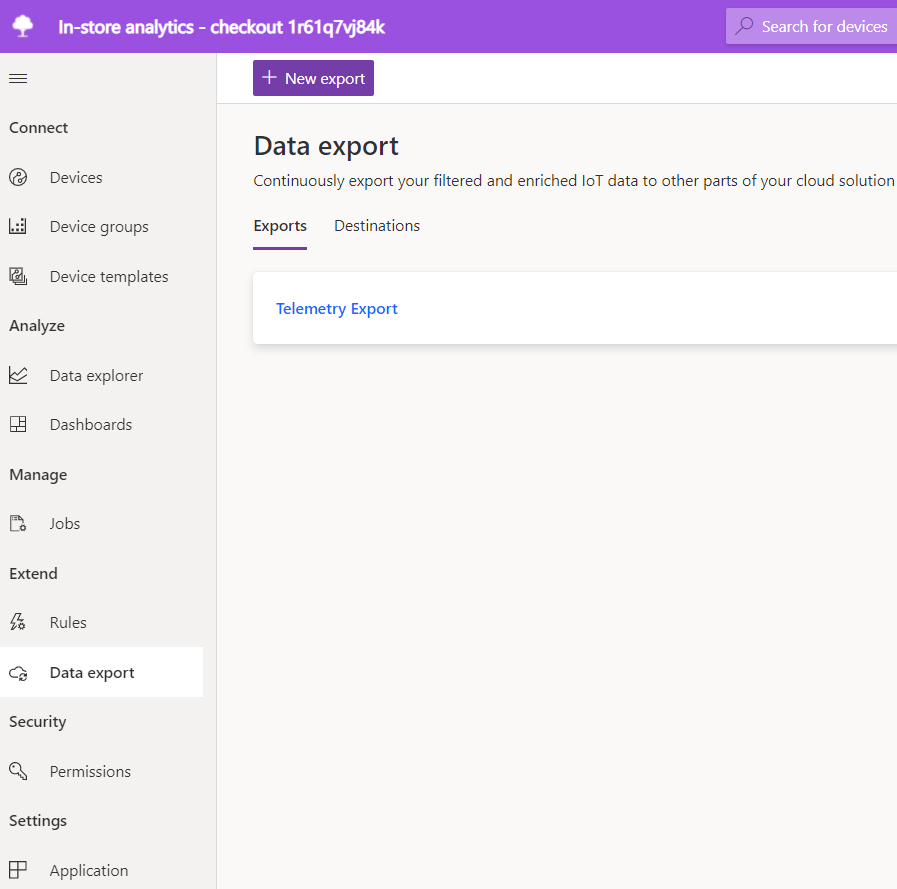 In-store analytics - checkout 1r61q7vj84k
Search for devices
New export
Connect
Devices
Device groups
Device templates
Analyze
Data explorer
Dashboards
Manage
Jobs
Extend
Rules
Data export
Security
Permissions
Settings
Application
Data export
Continuously export your filtered and enriched IoT data to other parts of your cloud solution
Exports Destinations
Telemetry Export